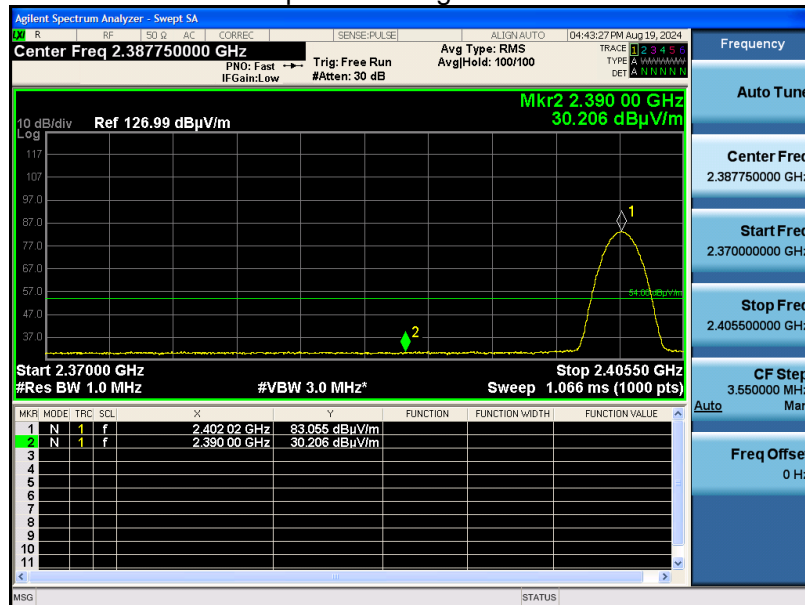 Agilent Spectrum Analyzer - Swept SA
LXI R RF 50 Ω AC CORREC SENSE:PULSE ALIGN AUTO 04:43:27 PM Aug 19, 2024
Center Freq 2.387750000 GHz
PNO: Fast
IFGain:Low
Trig: Free Run
#Atten: 30 dB
Avg Type: RMS
Avg|Hold: 100/100
TRACE 1 2 3 4 5 6
TYPE A WWWWW
DET A N N N N N
Mkr2 2.390 00 GHz
30.206 dBµV/m
10 dB/div Ref 126.99 dBµV/m
Log
117
107
97.0
87.0
77.0
67.0
57.0
47.0
37.0
1
54.00 dBµV/m
2
Start 2.37000 GHz Stop 2.40550 GHz
#Res BW 1.0 MHz #VBW 3.0 MHz* Sweep 1.066 ms (1000 pts)
MKR MODE TRC SCL X Y FUNCTION FUNCTION WIDTH FUNCTION VALUE
1 N 1 f 2.402 02 GHz 83.055 dBµV/m
2 N 1 f 2.390 00 GHz 30.206 dBµV/m
3
4
5
6
7
8
9
10
11
MSG STATUS
Frequency
Auto Tune
Center Freq
2.387750000 GHz
Start Freq
2.370000000 GHz
Stop Freq
2.405500000 GHz
CF Step
3.550000 MHz
Auto Man
Freq Offset
0 Hz